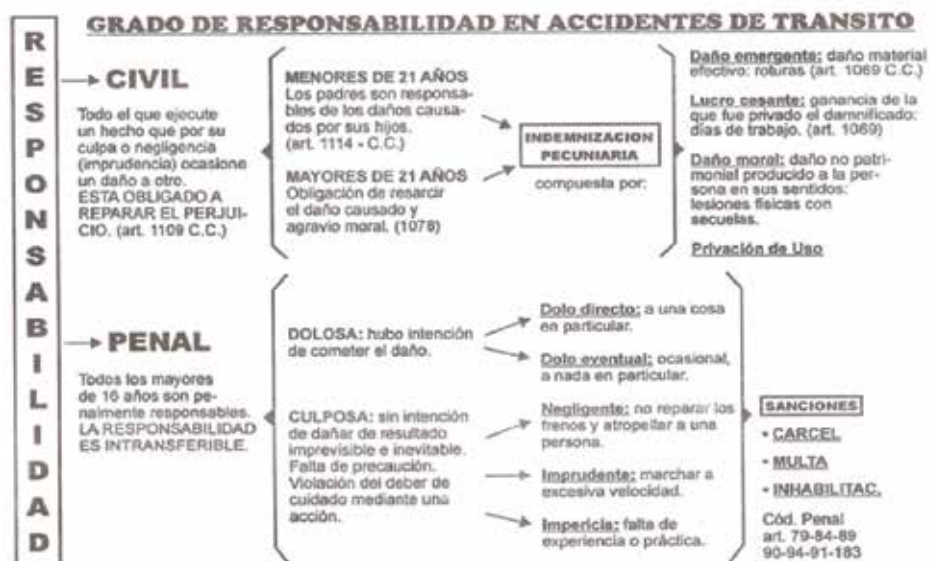 GRADO DE RESPONSABILIDAD EN ACCIDENTES DE TRANSITO
RESPONSABILIDAD
CIVIL
Todo el que ejecute
un hecho que por su
culpa o negligencia
(imprudencia) ocasione
un daño a otro.
ESTA OBLIGADO A
REPARAR EL PERJUI-
CIO. (art. 1109 C.C.)
MENORES DE 21 AÑOS
Los padres son responsa-
bles de los daños causa-
dos por sus hijos.
(art. 1114 - C.C.)
MAYORES DE 21 AÑOS
Obligación de resarcir
el daño causado y
agravio moral. (1078)
INDEMNIZACION
PECUNIARIA
compuesta por:
Daño emergente: daño material
efectivo: roturas (art. 1069 C.C.)
Lucro cesante: ganancia de la
que fue privado el damnificado:
días de trabajo. (art. 1069)
Daño moral: daño no patri-
monial producido a la per-
sona en sus sentidos:
lesiones físicas con
secuelas.
Privación de Uso
PENAL
Todos los mayores
de 16 años son pe-
nalmente responsables.
LA RESPONSABILIDAD
ES INTRANSFERIBLE.
DOLOSA: hubo intención
de cometer el daño.
Dolo directo: a una cosa
en particular.
Dolo eventual: ocasional,
a nada en particular.
CULPOSA: sin intención
de dañar de resultado
imprevisible e inevitable.
Falta de precaución.
Violación del deber de
cuidado mediante una
acción.
Negligente: no reparar los
frenos y atropellar a una
persona.
Imprudente: marchar a
excesiva velocidad.
Impericia: falta de
experiencia o práctica.
SANCIONES
• CARCEL
• MULTA
• INHABILITAC.
Cód. Penal
art. 79-84-89
90-94-91-183